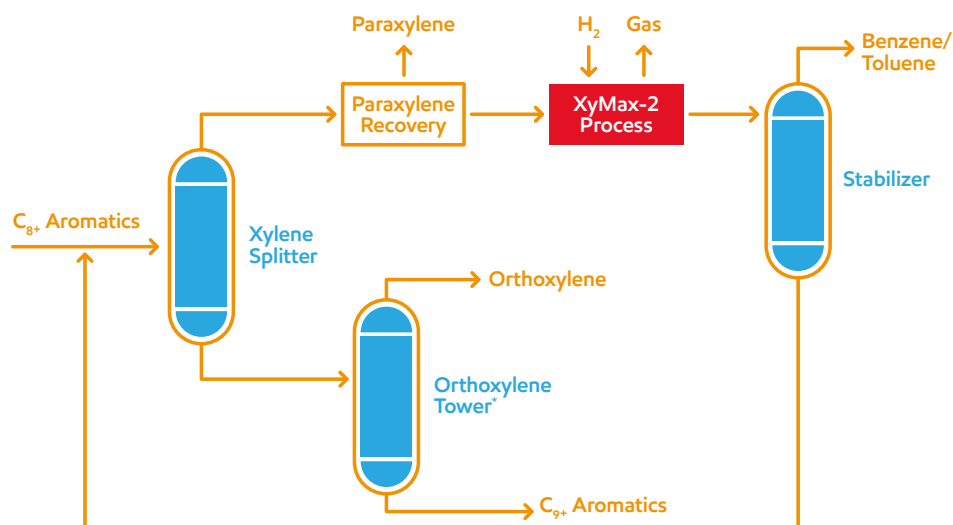 Paraxylene
H₂
Gas
Benzene/
Toluene
Paraxylene
Recovery
XyMax-2
Process
Stabilizer
C₈₊ Aromatics
Xylene
Splitter
Orthoxylene
Orthoxylene
Tower*
C₉₊ Aromatics